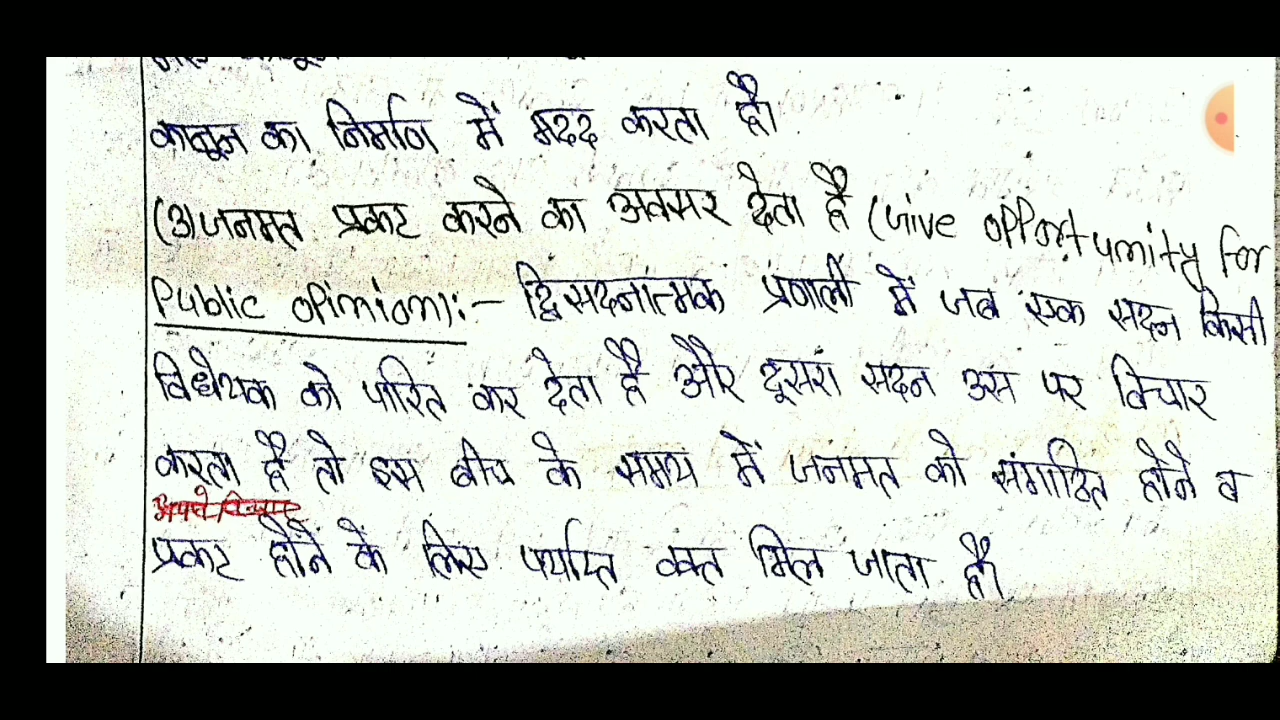 कानून का निर्माण में मदद करता है।
(3) जनमत प्रकट करने का अवसर देता है (Give opportunity for
Public opinion):- द्विसदनात्मक प्रणाली में जब एक सदन किसी
विधेयक को पारित कर देता है और दूसरा सदन उस पर विचार
करता है तो इस बीच के समय में जनमत को संगठित होने व
प्रकट होने के लिए पर्याप्त वक्त मिल जाता है।